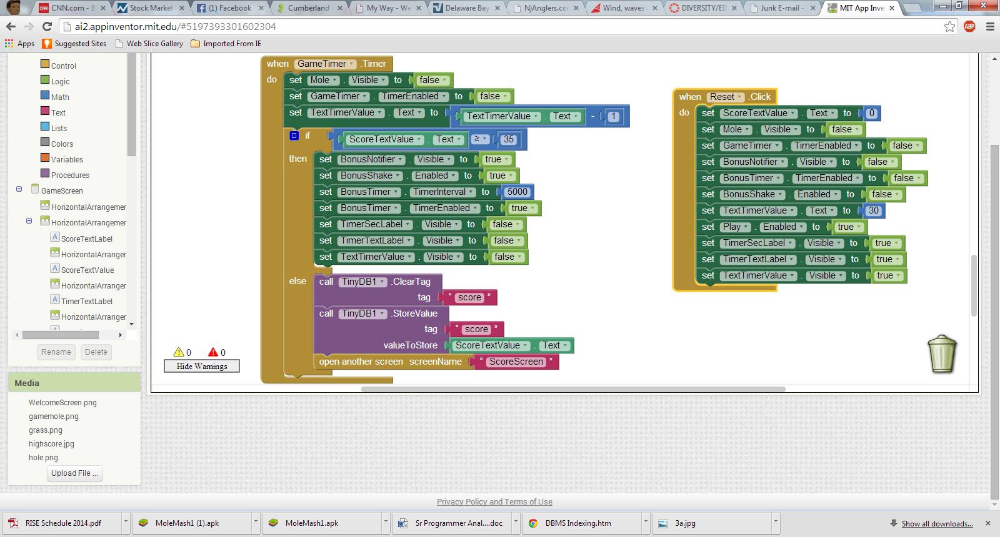 CNN.com - B
Stock Market
(1) Facebook
Cumberland
My Way - We
Delaware Bay
NjAnglers.co
Wind, waves
DIVERSITY/ED
Junk E-mail -
MIT App Inve
ai2.appinventor.mit.edu/#5197393301602304
ABP
Apps Suggested Sites Web Slice Gallery Imported From IE
Control
Logic
Math
Text
Lists
Colors
Variables
Procedures
GameScreen
HorizontalArrangemer
HorizontalArrangemer
ScoreTextLabel
HorizontalArranger
ScoreTextValue
HorizontalArranger
TimerTextLabel
HorizontalArranger
Rename Delete
Media
WelcomeScreen.png
gamemole.png
grass.png
highscore.jpg
hole.png
Upload File ...
when GameTimer .Timer
do set Mole . Visible to false
set GameTimer . TimerEnabled to false
set TextTimerValue . Text to TextTimerValue . Text - 1
if ScoreTextValue . Text ≥ 35
then set BonusNotifier . Visible to true
set BonusShake . Enabled to true
set BonusTimer . TimerInterval to 5000
set BonusTimer . TimerEnabled to true
set TimerSecLabel . Visible to false
set TimerTextLabel . Visible to false
set TextTimerValue . Visible to false
else call TinyDB1 .ClearTag
tag " score "
call TinyDB1 .StoreValue
tag " score "
valueToStore ScoreTextValue . Text
open another screen screenName " ScoreScreen "
0 0
Hide Warnings
when Reset .Click
do set ScoreTextValue . Text to 0
set Mole . Visible to false
set GameTimer . TimerEnabled to false
set BonusNotifier . Visible to false
set BonusTimer . TimerEnabled to false
set BonusShake . Enabled to false
set TextTimerValue . Text to 30
set Play . Enabled to true
set TimerSecLabel . Visible to true
set TimerTextLabel . Visible to true
set TextTimerValue . Visible to true
Privacy Policy and Terms of Use
RISE Schedule 2014.pdf
MoleMash1 (1).apk
MoleMash1.apk
Sr Programmer Anal....doc
DBMS Indexing.htm
3a.jpg
Show all downloads...